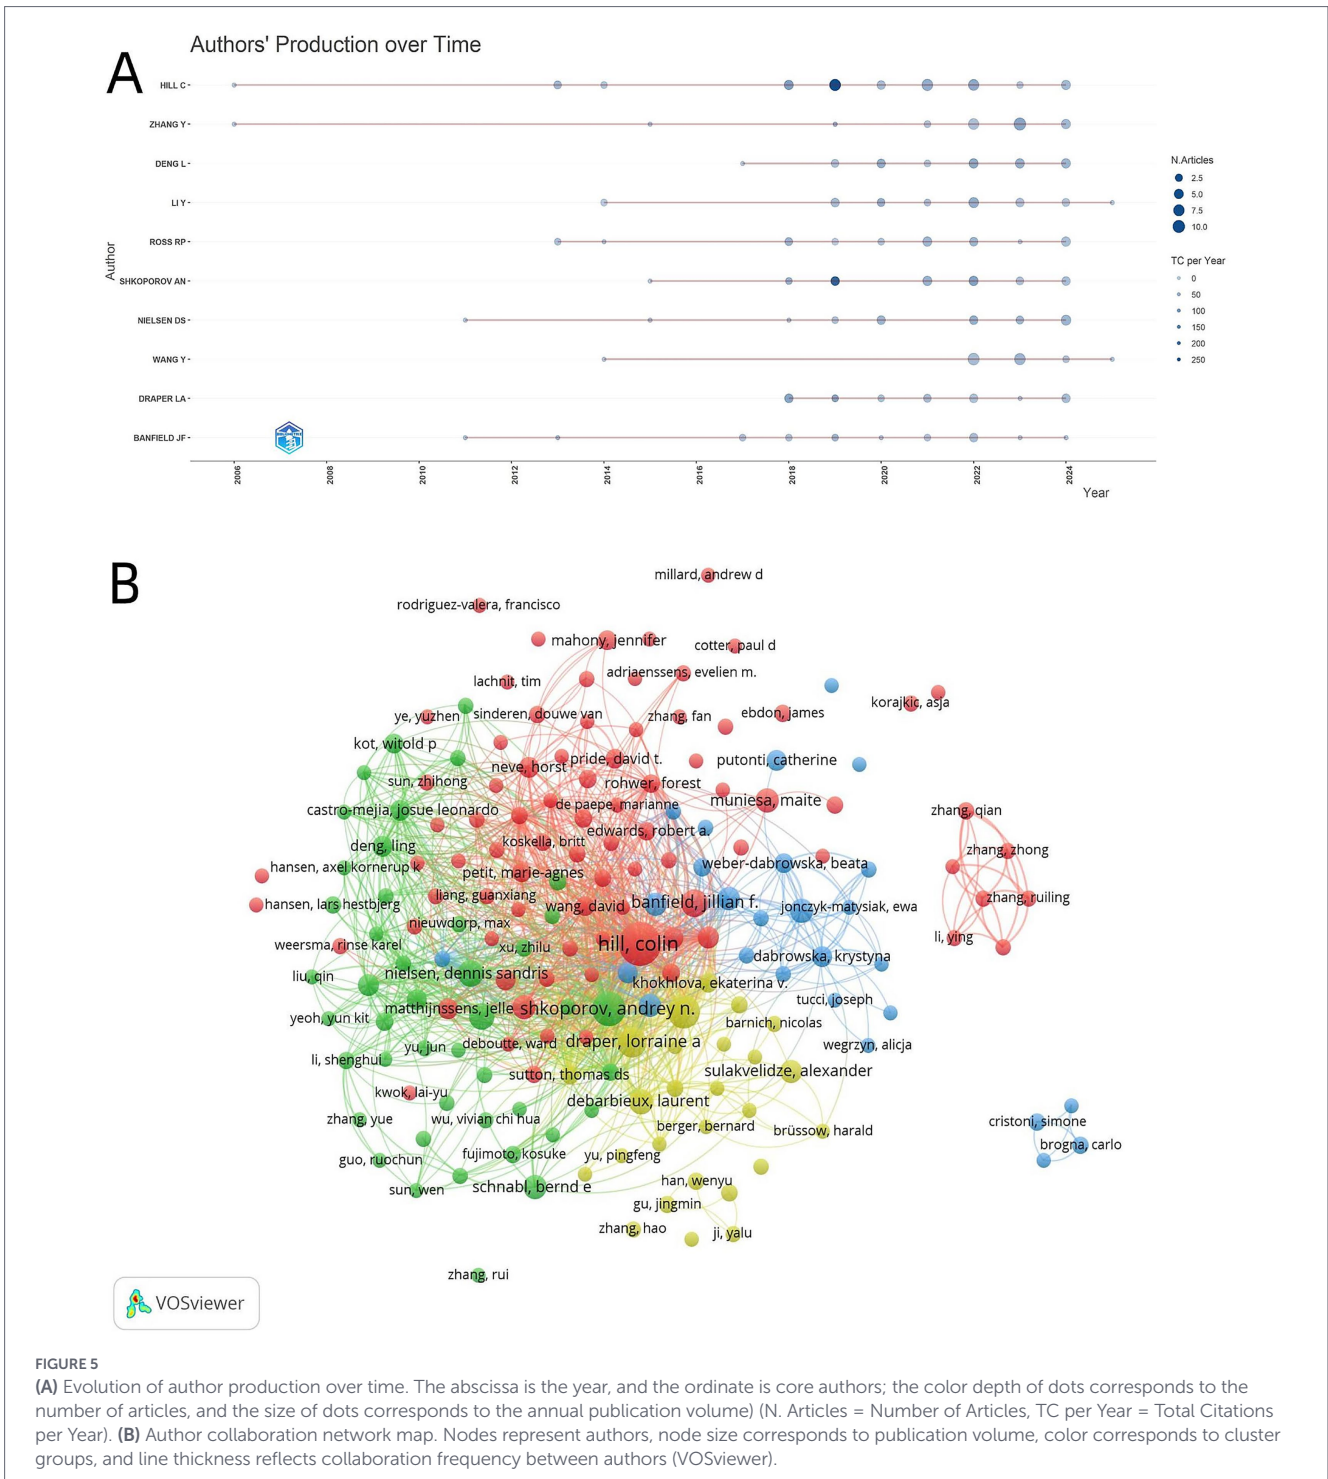 Authors' Production over Time
A
HILL C
ZHANG Y
DENG L
LI Y
ROSS RP
SHKOPOROV AN
NIELSEN DS
WANG Y
DRAPER LA
BANFIELD JF
Author
2006
2008
2010
2012
2014
2016
2018
2020
2022
2024
Year
N.Articles
2.5
5.0
7.5
10.0
TC per Year
0
50
100
150
200
250
B
millard, andrew d
rodriguez-valera, francisco
mahony, jennifer
cotter, paul d
adriaenssens, evelien m.
lachnit, tim
korajkic, asja
ye, yuzhen
sinderen, douwe van
zhang, fan
ebdon, james
kot, witold p
neve, horst
pride, david t.
putonti, catherine
sun, zhihong
rohwer, forest
castro-mejia, josue leonardo
de paepe, marianne
muniesa, maite
zhang, qian
edwards, robert a.
deng, ling
koskella, britt
zhang, zhong
hansen, axel kornerup k
petit, marie-agnes
weber-dabrowska, beata
liang, guanxiang
zhang, ruiling
hansen, lars hestbjerg
wang, david
banfield, jillian f.
jonczyk-matysiak, ewa
nieuwdorp, max
li, ying
weersma, rinse karel
xu, zhilu
hill, colin
dabrowska, krystyna
liu, qin
nielsen, dennis sandris
khokhlova, ekaterina v.
tucci, joseph
matthijnssens, jelle
shkoporov, andrey n.
yeoh, yun kit
barnich, nicolas
yu, jun
deboutte, ward
draper, lorraine a
wegrzyn, alicja
li, shenghui
sutton, thomas ds
sulakvelidze, alexander
kwok, lai-yu
debarbieux, laurent
zhang, yue
wu, vivian chi hua
berger, bernard
brüssow, harald
cristoni, simone
brogna, carlo
guo, ruochun
fujimoto, kosuke
yu, pingfeng
sun, wen
schnabl, bernd e
han, wenyu
gu, jingmin
zhang, hao
ji, yalu
zhang, rui
VOSviewer
FIGURE 5
(A) Evolution of author production over time. The abscissa is the year, and the ordinate is core authors; the color depth of dots corresponds to the
number of articles, and the size of dots corresponds to the annual publication volume) (N. Articles = Number of Articles, TC per Year = Total Citations
per Year). (B) Author collaboration network map. Nodes represent authors, node size corresponds to publication volume, color corresponds to cluster
groups, and line thickness reflects collaboration frequency between authors (VOSviewer).